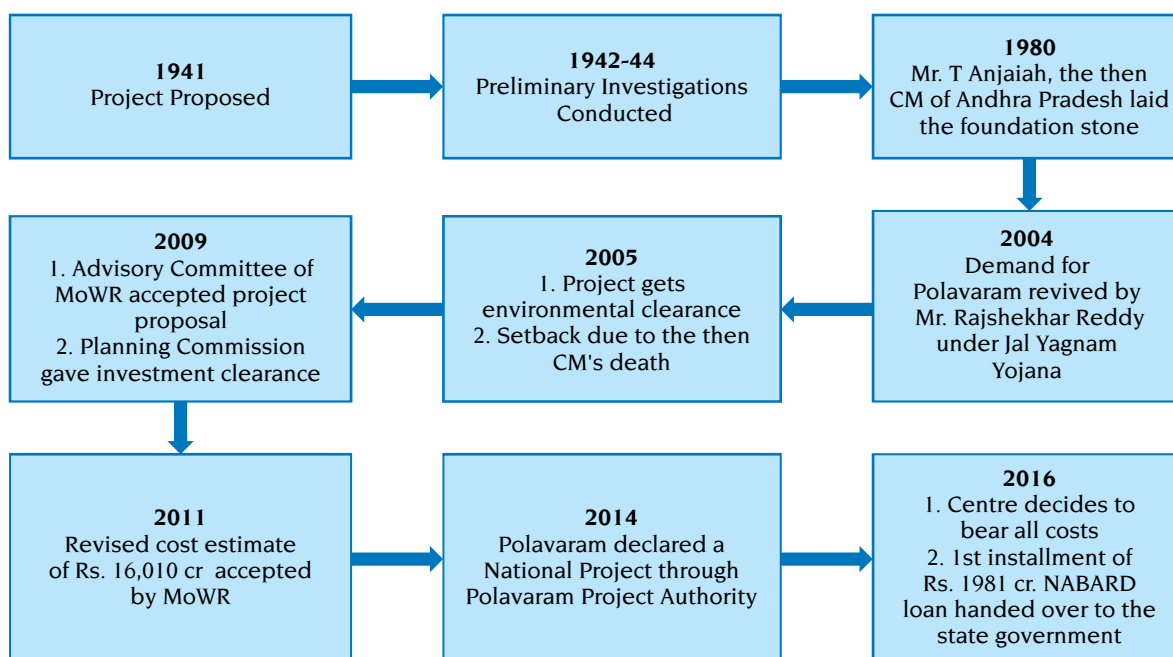 1941
Project Proposed
1942-44
Preliminary Investigations
Conducted
1980
Mr. T Anjaiah, the then
CM of Andhra Pradesh laid
the foundation stone
2004
Demand for
Polavaram revived by
Mr. Rajshekhar Reddy
under Jal Yagnam
Yojana
2005
1. Project gets
environmental clearance
2. Setback due to the then
CM's death
2009
1. Advisory Committee of
MoWR accepted project
proposal
2. Planning Commission
gave investment clearance
2011
Revised cost estimate
of Rs. 16,010 cr accepted
by MoWR
2014
Polavaram declared a
National Project through
Polavaram Project Authority
2016
1. Centre decides to
bear all costs
2. 1st installment of
Rs. 1981 cr. NABARD
loan handed over to the
state government